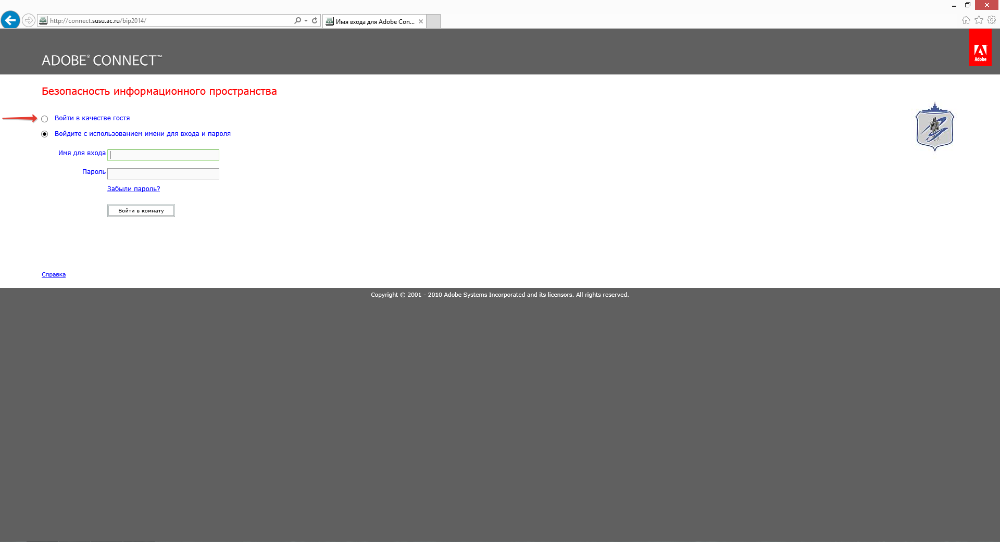 http://connect.susu.ac.ru/bip2014/
Имя входа для Adobe Con...
ADOBE® CONNECT™
Adobe
Безопасность информационного пространства
Войти в качестве гостя
Войдите с использованием имени для входа и пароля
Имя для входа
Пароль
Забыли пароль?
Войти в комнату
Справка
Copyright © 2001 - 2010 Adobe Systems Incorporated and its licensors. All rights reserved.